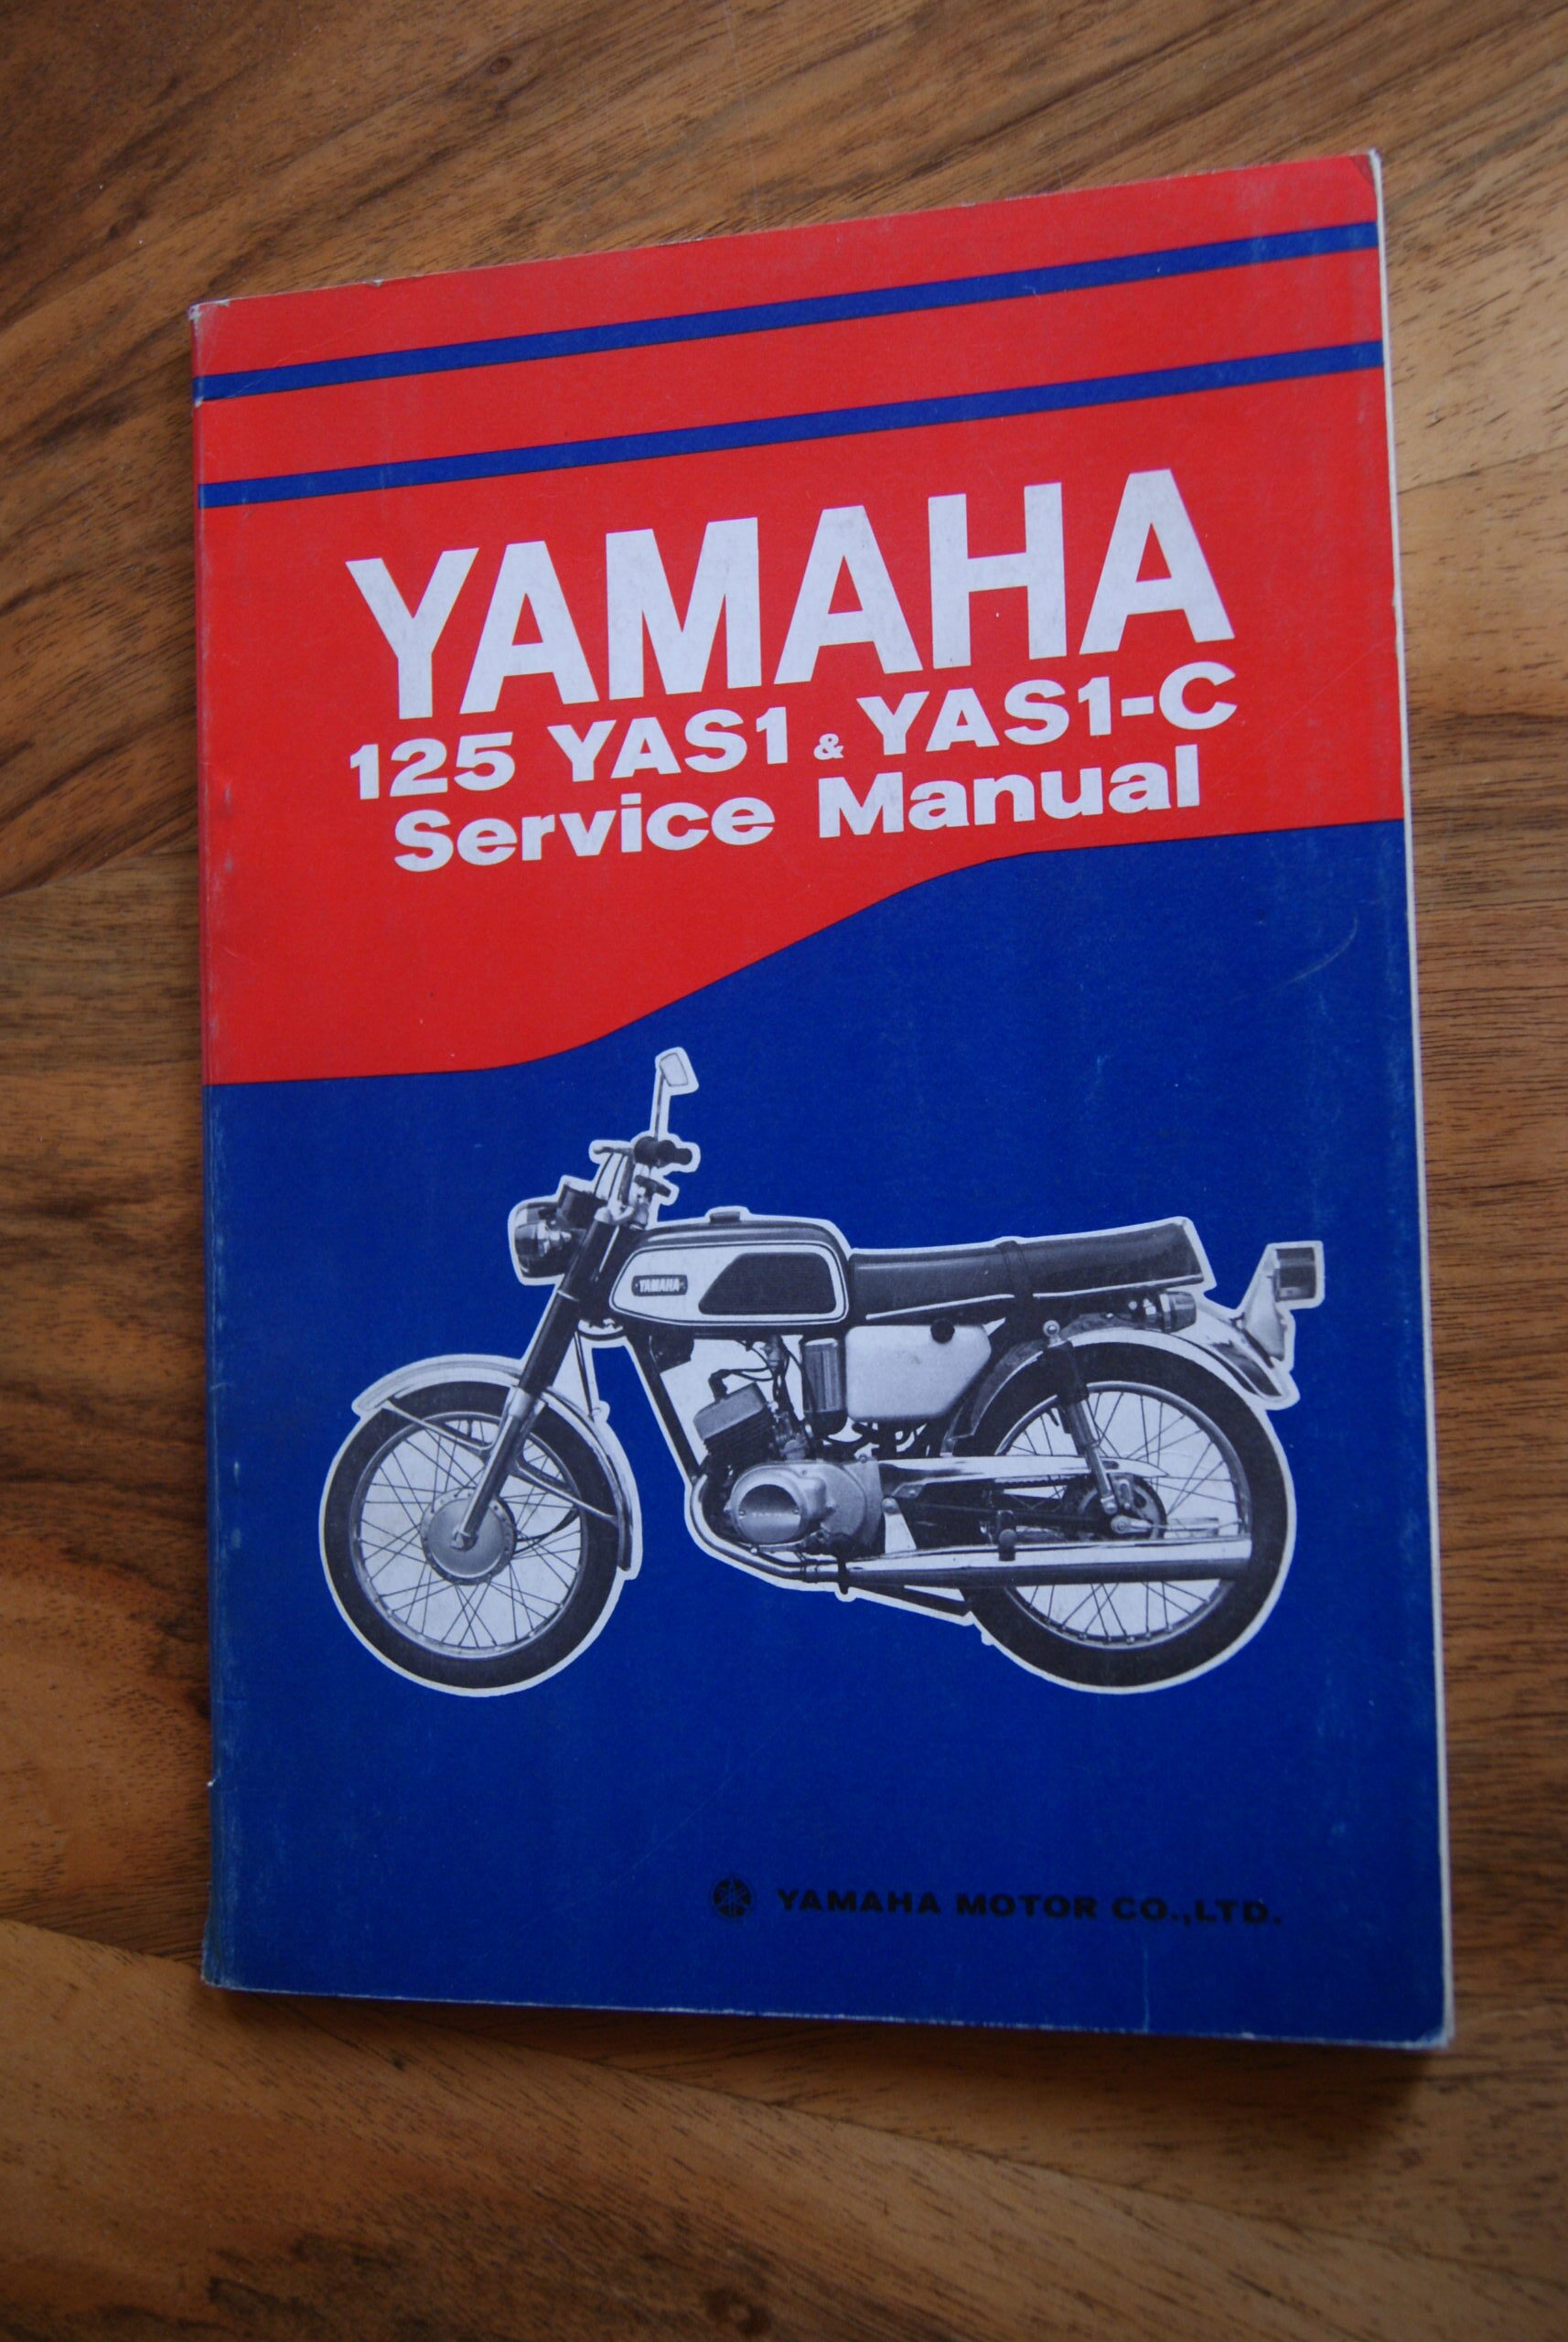 YAMAHA
125 YAS1 & YAS1-C
Service Manual
YAMAHA
YAMAHA MOTOR CO.,LTD.